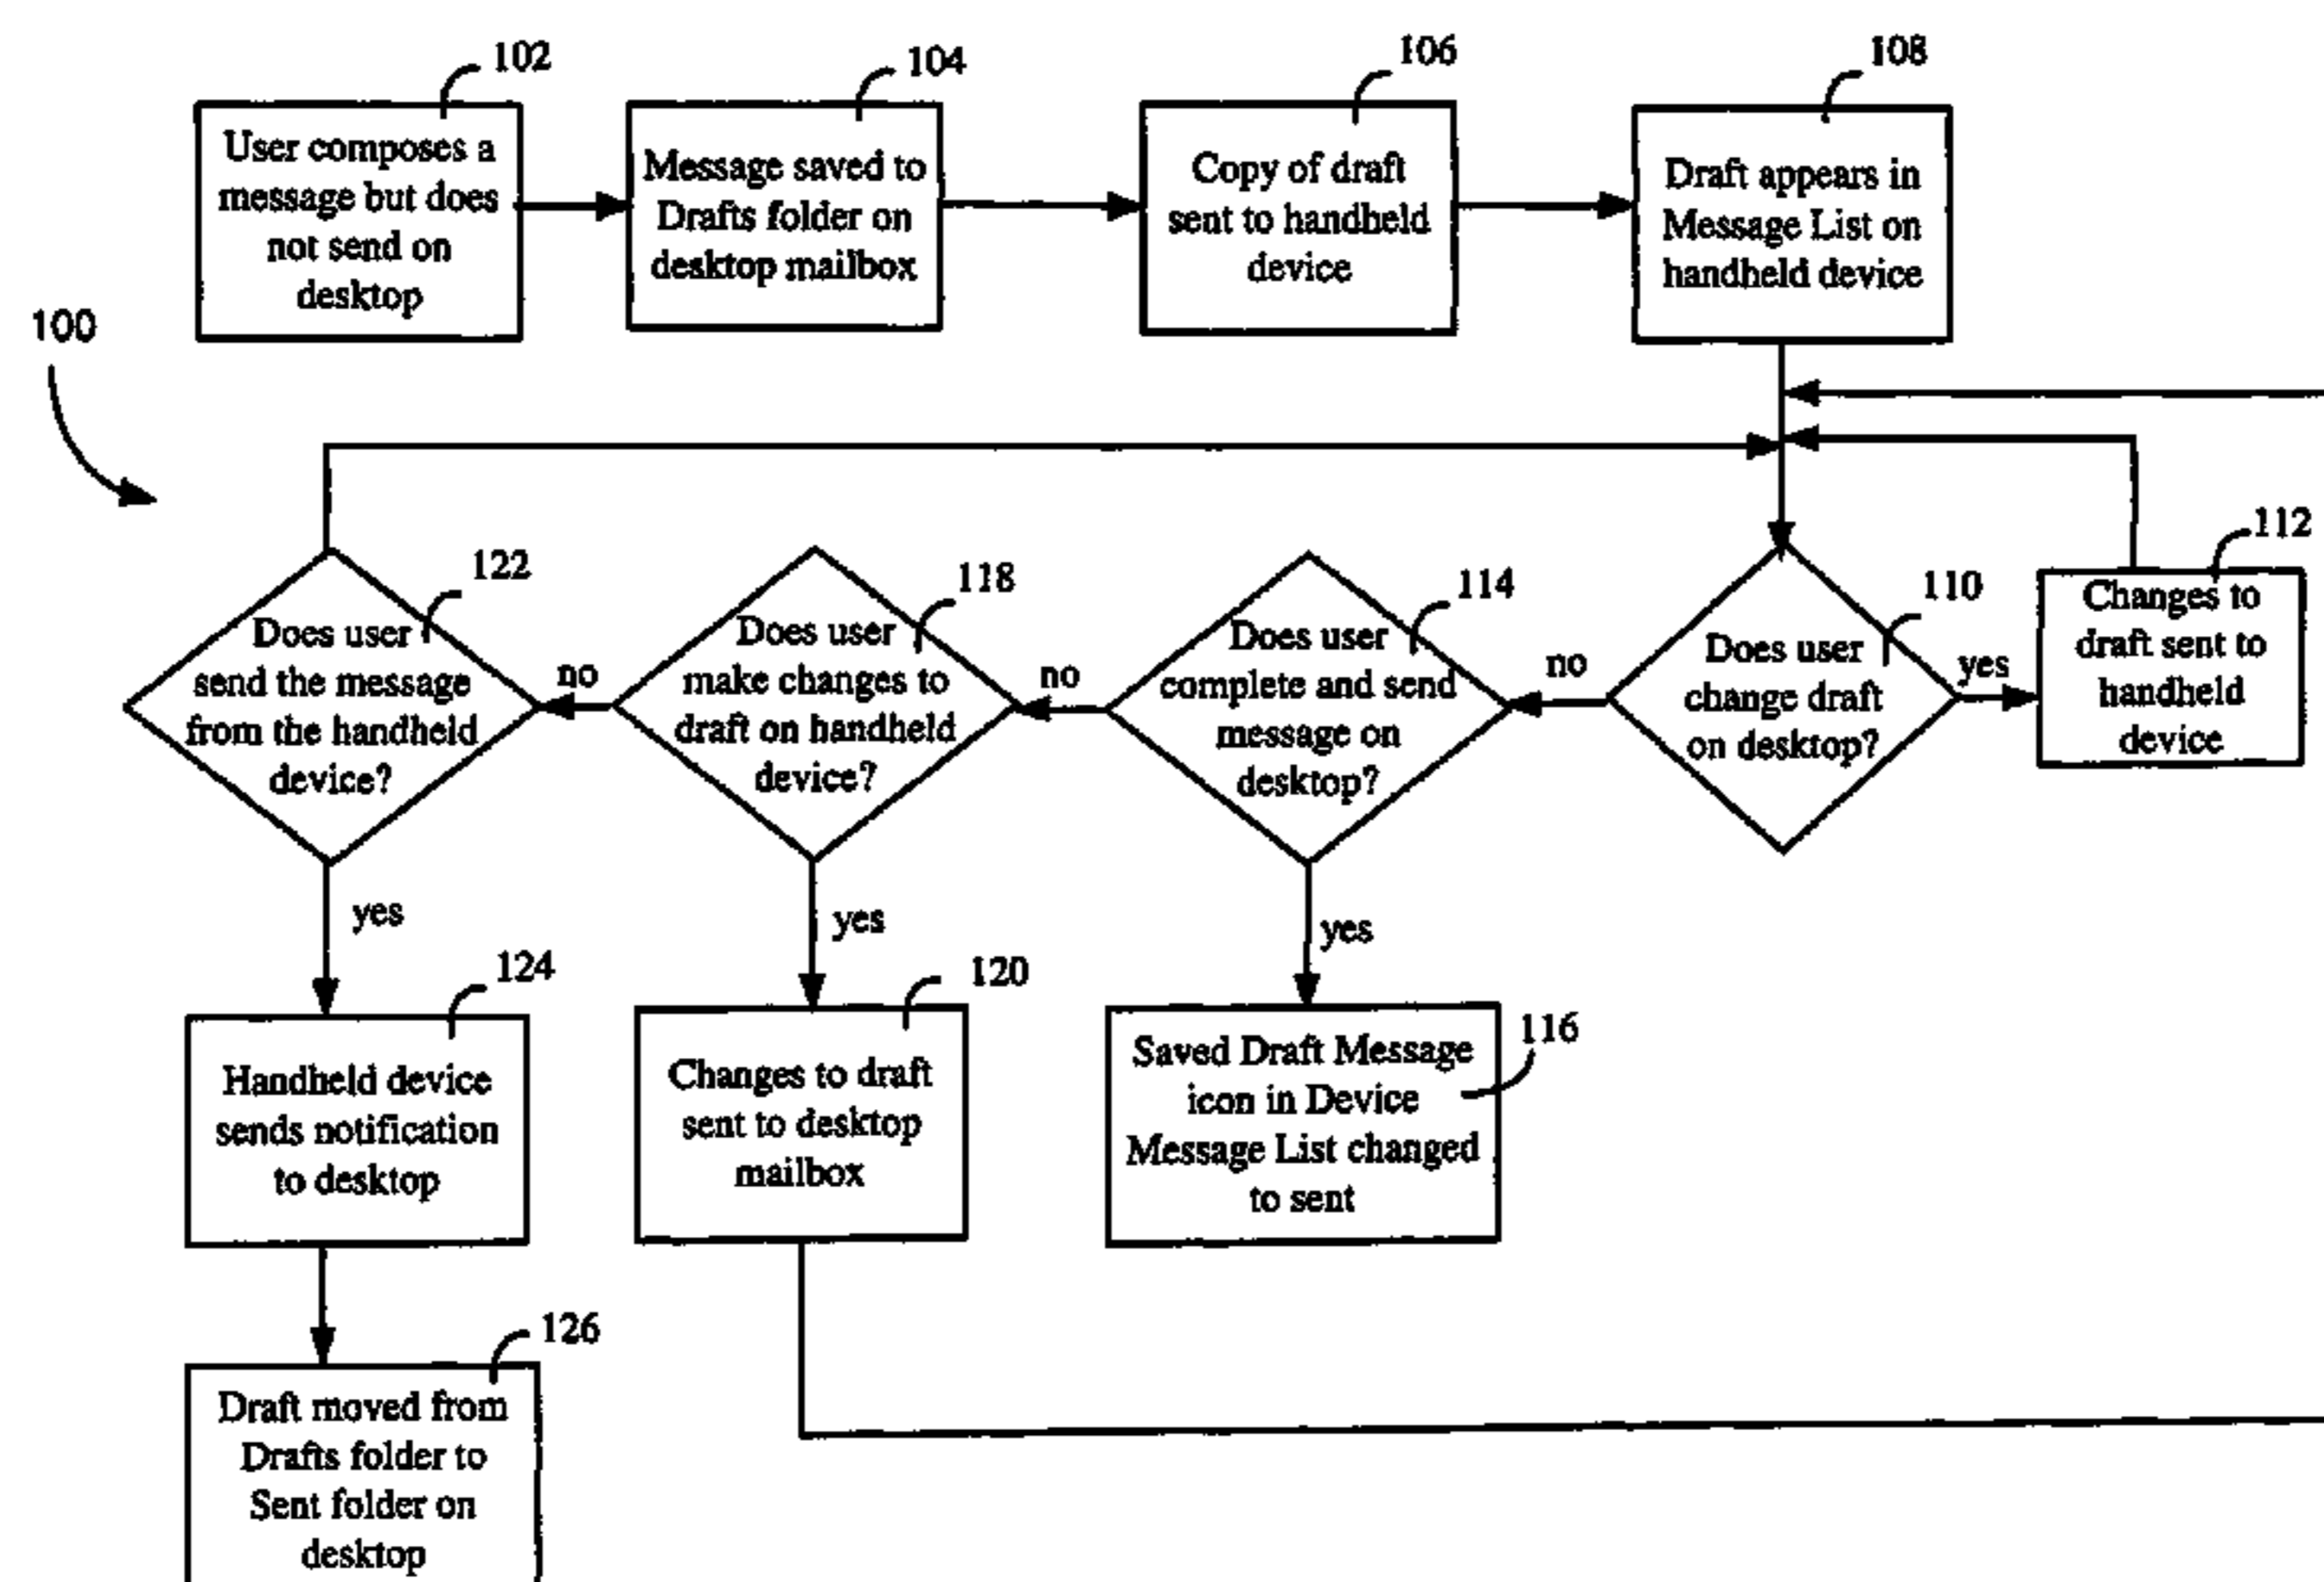 102
User composes a
message but does
not send on
desktop
104
Message saved to
Drafts folder on
desktop mailbox
106
Copy of draft
sent to handheld
device
108
Draft appears in
Message List on
handheld device
100
110
Does user
change draft
on desktop?
yes
112
Changes to
draft sent to
handheld
device
no
114
Does user
complete and send
message on
desktop?
yes
116
Saved Draft Message
icon in Device
Message List changed
to sent
no
118
Does user
make changes to
draft on handheld
device?
yes
120
Changes to draft
sent to desktop
mailbox
no
122
Does user
send the message
from the handheld
device?
yes
124
Handheld device
sends notification
to desktop
126
Draft moved from
Drafts folder to
Sent folder on
desktop